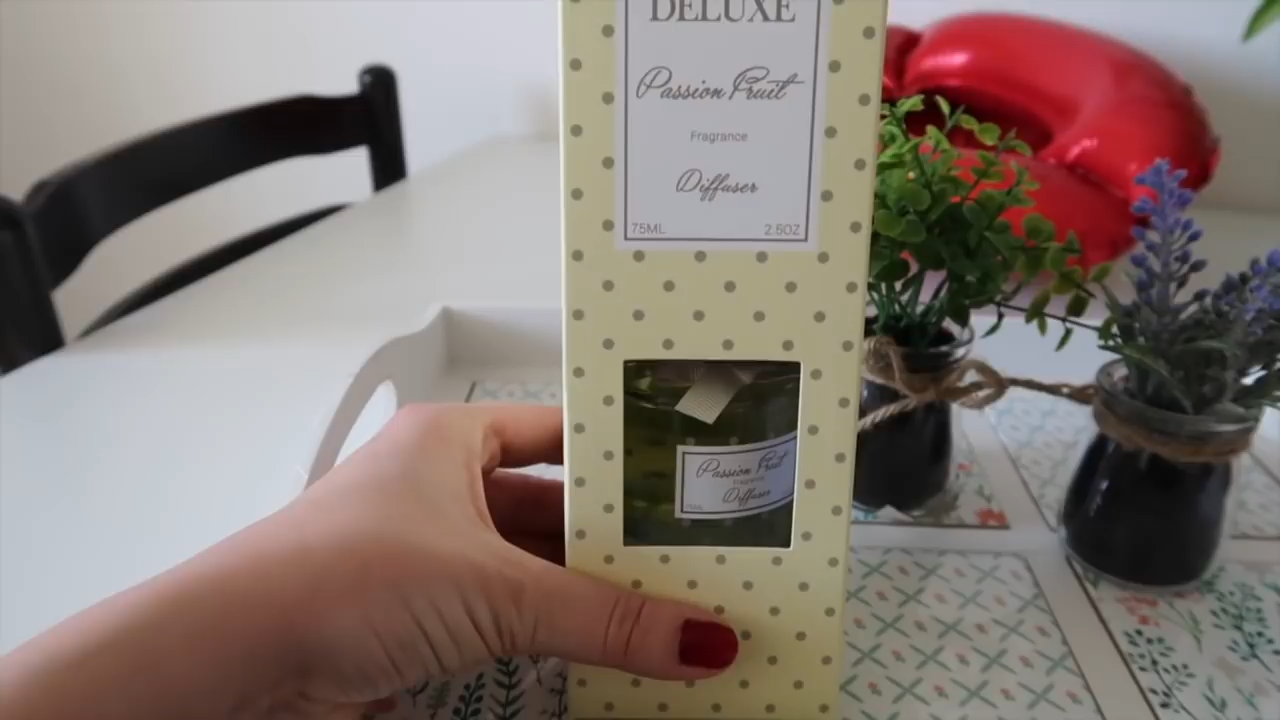 DELUXE
Passion Fruit
Fragrance
Diffuser
75ML 2.5OZ
Passion Fruit
Fragrance
Diffuser